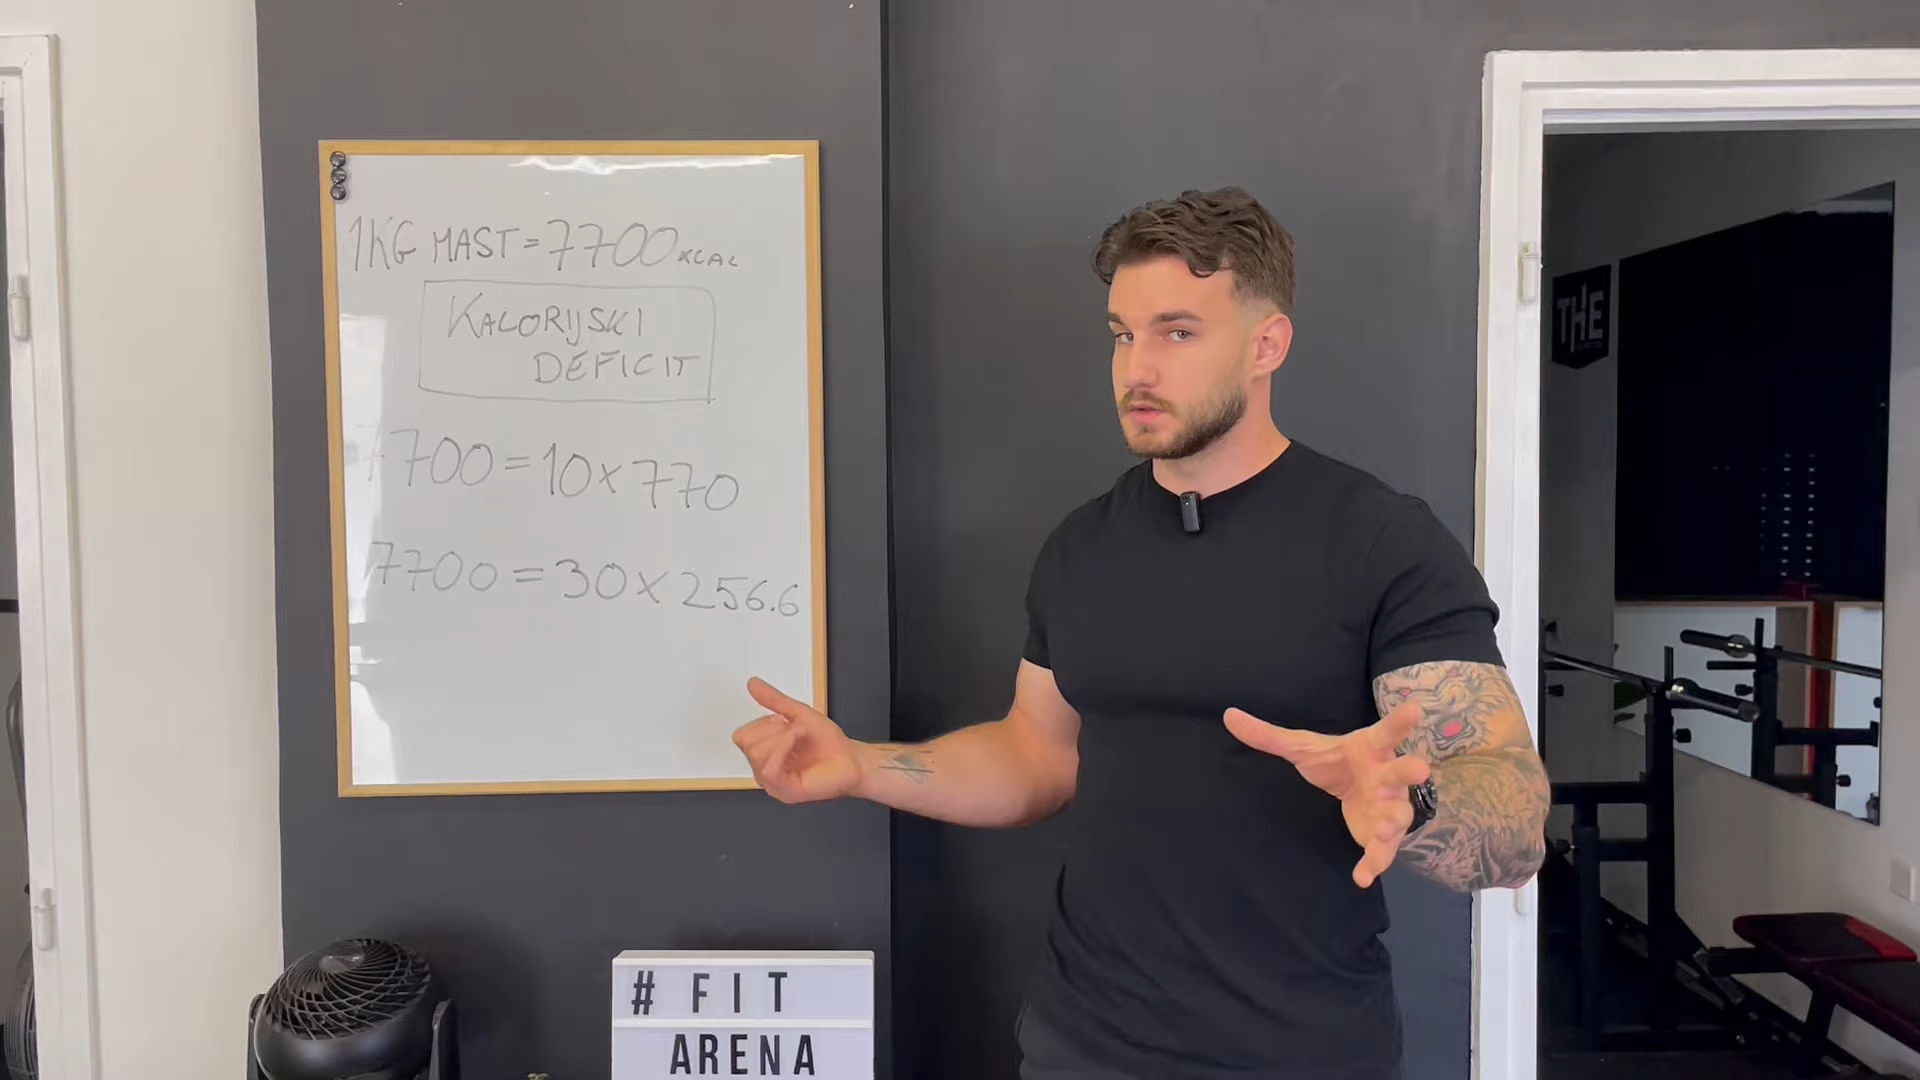 1KG MAST = 7700 KCAL
KALORIJSKI
DEFICIT
7700 = 10 x 770
7700 = 30 x 256.6
# FIT
ARENA
THE